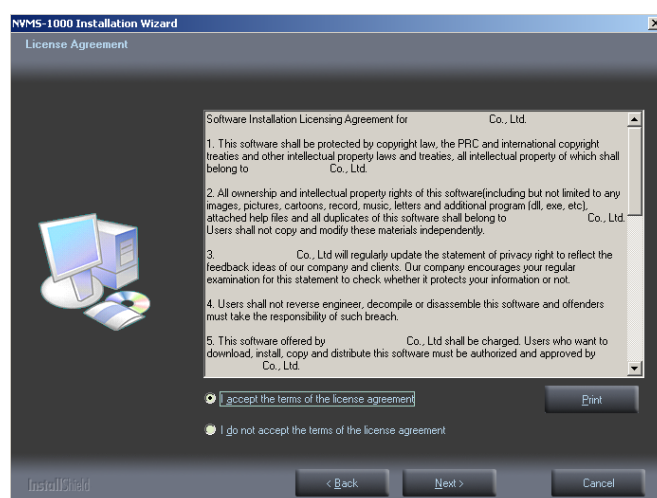 NVMS-1000 Installation Wizard
License Agreement
Software Installation Licensing Agreement for Co., Ltd.
1. This software shall be protected by copyright law, the PRC and international copyright
treaties and other intellectual property laws and treaties, all intellectual property of which shall
belong to Co., Ltd.
2. All ownership and intellectual property rights of this software(including but not limited to any
images, pictures, cartoons, record, music, letters and additional program (dll, exe, etc),
attached help files and all duplicates of this software shall belong to Co., Ltd.
Users shall not copy and modify these materials independently.
3. Co., Ltd will regularly update the statement of privacy right to reflect the
feedback ideas of our company and clients. Our company encourages your regular
examination for this statement to check whether it protects your information or not.
4. Users shall not reverse engineer, decompile or disassemble this software and offenders
must take the responsibility of such breach.
5. This software offered by Co., Ltd shall be charged. Users who want to
download, install, copy and distribute this software must be authorized and approved by
Co., Ltd.
I accept the terms of the license agreement
Print
I do not accept the terms of the license agreement
InstallShield
< Back
Next >
Cancel